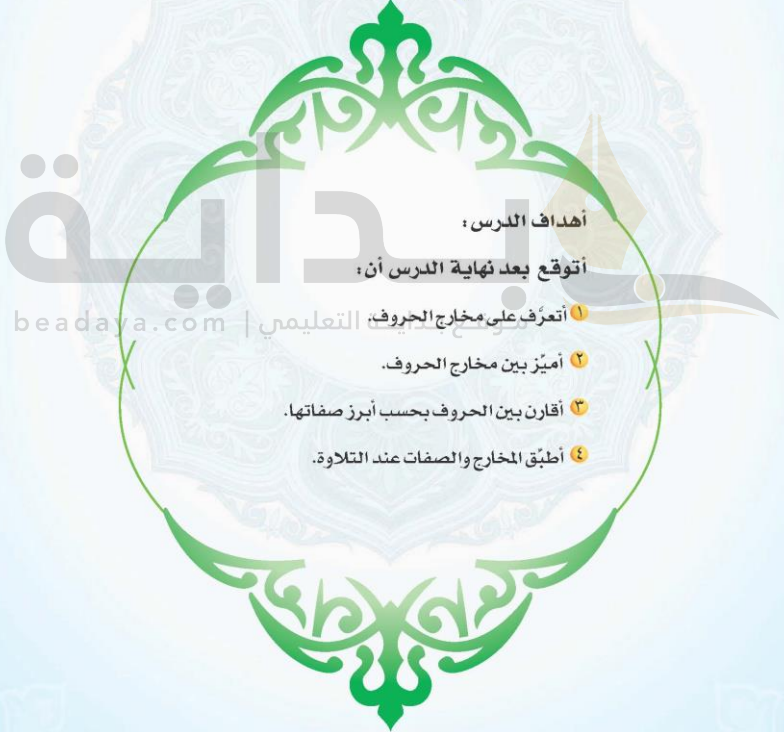 أهداف الدرس :
أتوقع بعد نهاية الدرس أن :
١ أتعرَّف على مخارج الحروف.
٢ أميِّز بين مخارج الحروف.
٣ أقارن بين الحروف بحسب أبرز صفاتها.
٤ أطبِّق المخارج والصفات عند التلاوة.
بداية
beadaya.com | موقع بداية التعليمي